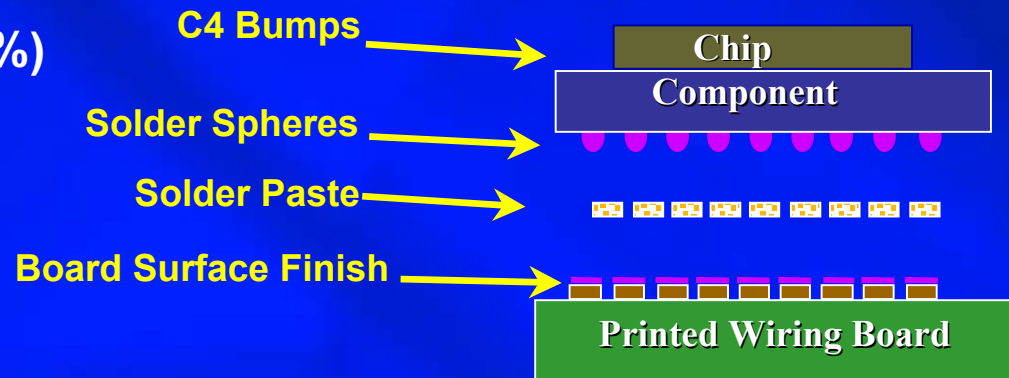 C4 Bumps
%)
Chip
Component
Solder Spheres
Solder Paste
Board Surface Finish
Printed Wiring Board